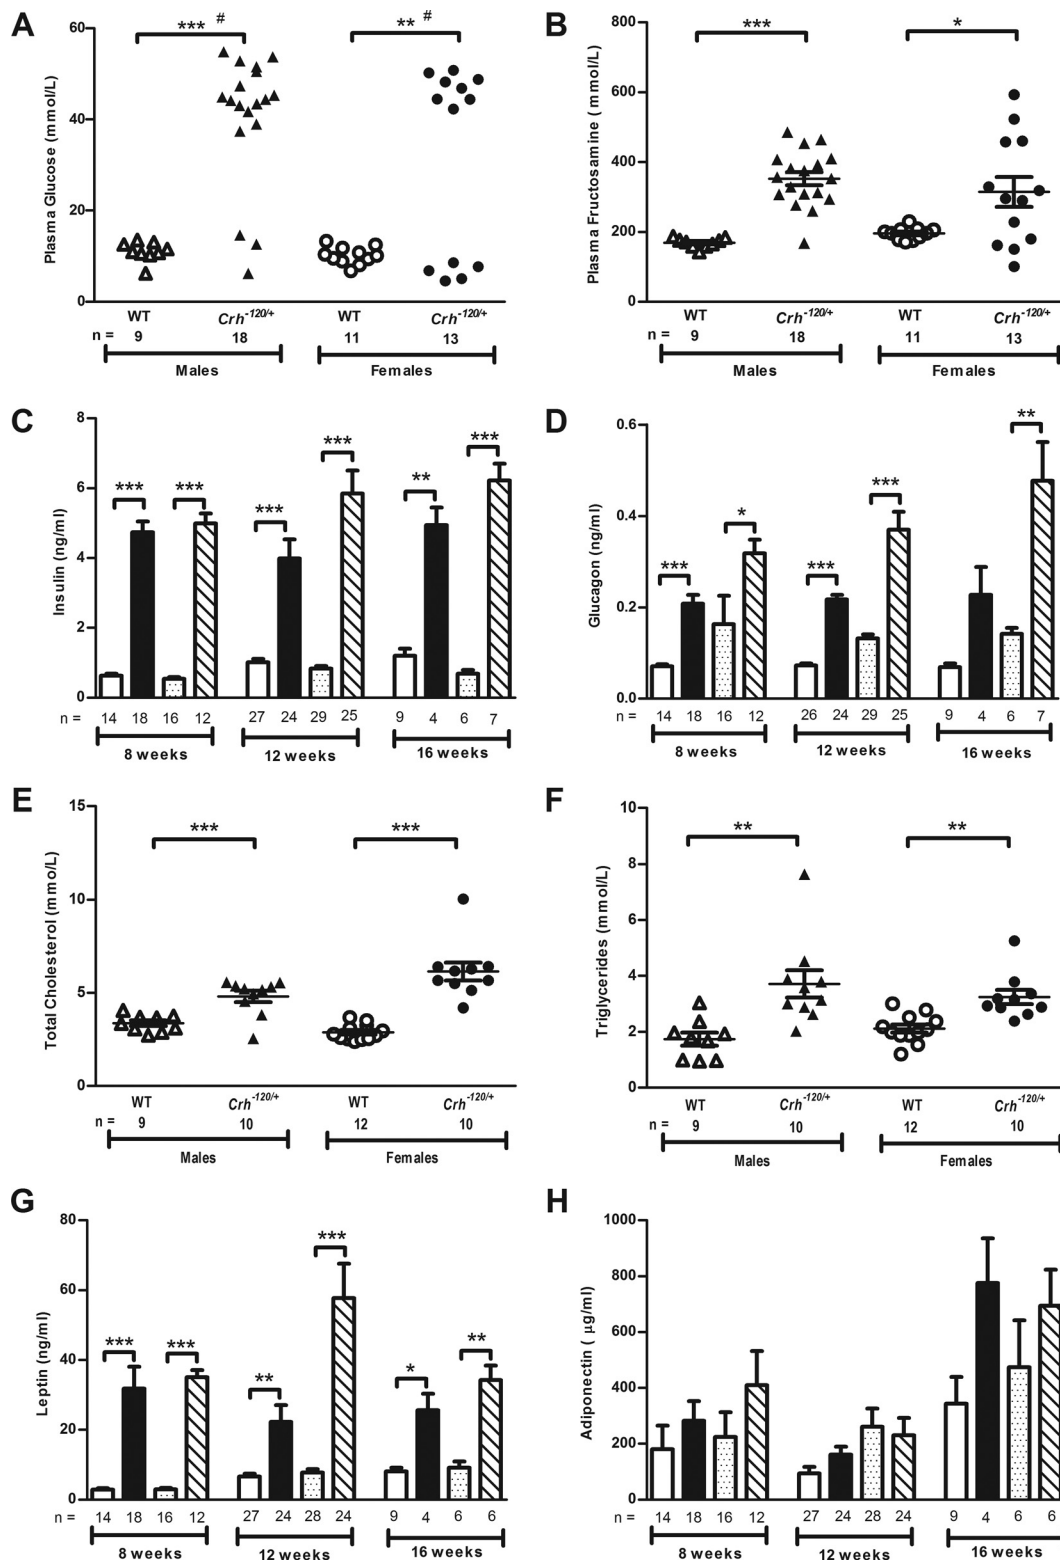 A
Plasma Glucose (mmol/L)
60
40
20
0
*** #
** #
WT Crh-120/+ WT Crh-120/+
n = 9 18 11 13
Males Females
B
Plasma Fructosamine ( mmol/L)
800
600
400
200
0
***
*
WT Crh-120/+ WT Crh-120/+
n = 9 18 11 13
Males Females
C
Insulin (ng/ml)
8
6
4
2
0
*** *** *** *** ** ***
n = 14 18 16 12 27 24 29 25 9 4 6 7
8 weeks 12 weeks 16 weeks
D
Glucagon (ng/ml)
0.6
0.4
0.2
0.0
*** * *** *** **
n = 14 18 16 12 26 24 29 25 9 4 6 7
8 weeks 12 weeks 16 weeks
E
Total Cholesterol (mmo/L)
15
10
5
0
*** ***
WT Crh-120/+ WT Crh-120/+
n = 9 10 12 10
Males Females
F
Triglycerides (mmol/L)
10
8
6
4
2
0
** **
WT Crh-120/+ WT Crh-120/+
n = 9 10 12 10
Males Females
G
Leptin (ng/ml)
80
60
40
20
0
*** *** ** *** * **
n = 14 18 16 12 27 24 28 24 9 4 6 6
8 weeks 12 weeks 16 weeks
H
Adiponectin ( µg/ml)
1000
800
600
400
200
0
n = 14 18 16 12 27 24 28 24 9 4 6 6
8 weeks 12 weeks 16 weeks